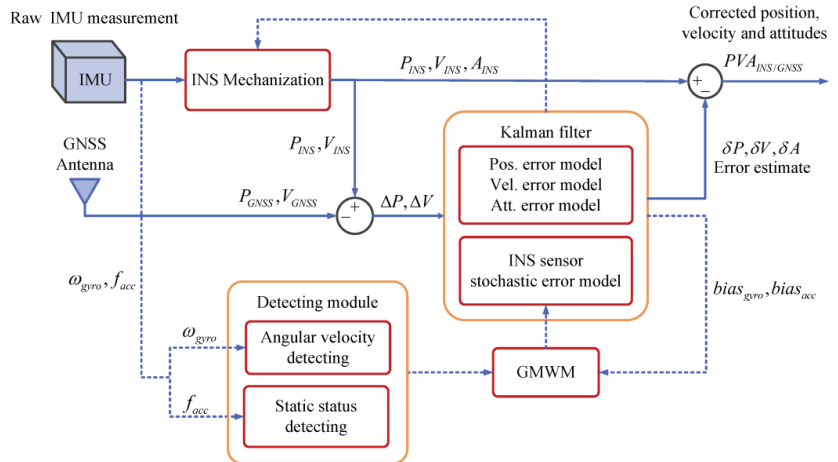 Raw IMU measurement
Corrected position,
velocity and attitudes
IMU
INS Mechanization
P_INS, V_INS, A_INS
+
−
PVA_INS/GNSS
GNSS
Antenna
P_INS, V_INS
Kalman filter
δP, δV, δA
Error estimate
Pos. error model
Vel. error model
Att. error model
P_GNSS, V_GNSS
−
+
ΔP, ΔV
INS sensor
stochastic error model
ω_gyro, f_acc
bias_gyro, bias_acc
Detecting module
ω_gyro
Angular velocity
detecting
GMWM
f_acc
Static status
detecting